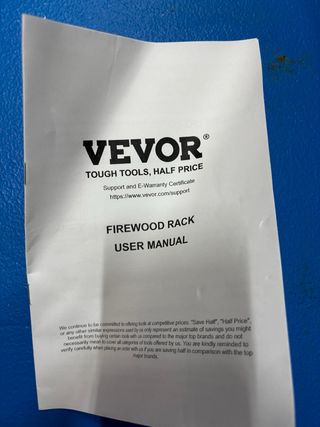 VEVOR®
TOUGH TOOLS, HALF PRICE
Support and E-Warranty Certificate
https://www.vevor.com/support
FIREWOOD RACK
USER MANUAL
We continue to be committed to offering tools at competitive prices. "Save Half", "Half Price",
or any other similar expressions used by us only represent an estimate of savings you might
benefit from buying certain tools with us compared to the major top brands and do not
necessarily mean to cover all categories of tools offered by us. You are kindly reminded to
verify carefully when placing an order with us if you are saving half in comparison with the top
major brands.